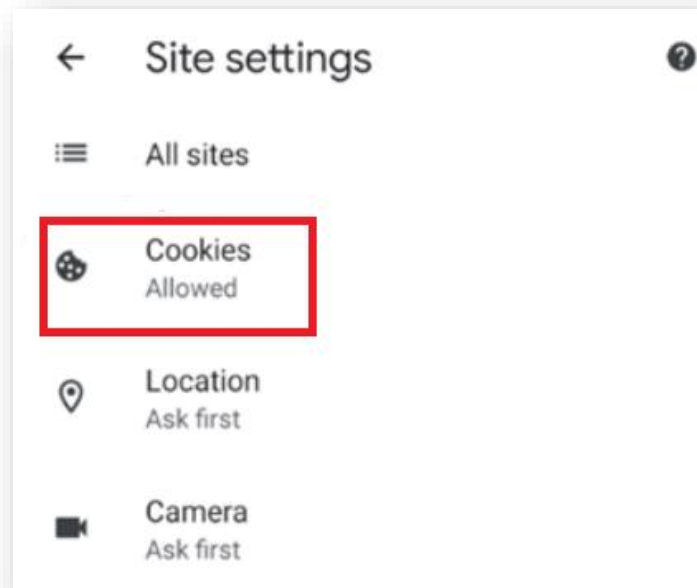 Site settings
All sites
Cookies
Allowed
Location
Ask first
Camera
Ask first